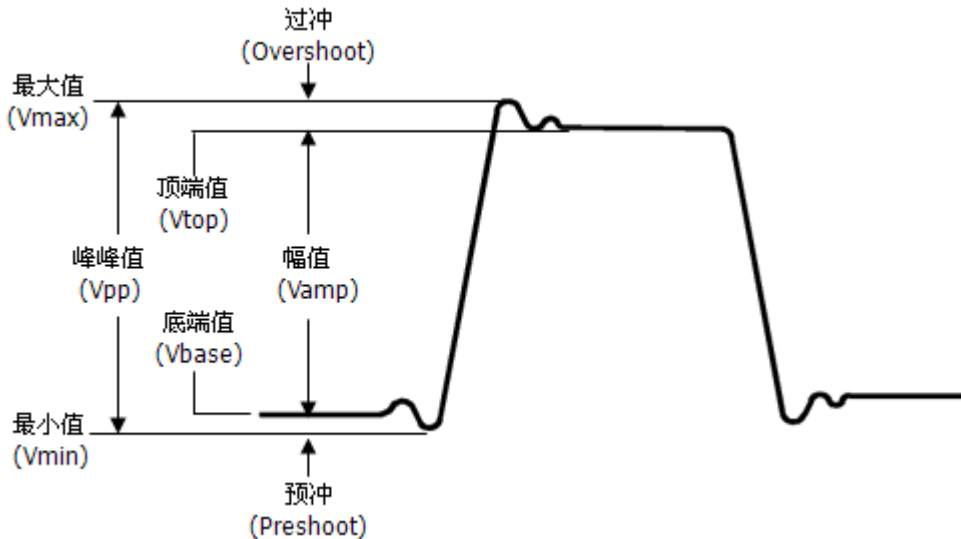 过冲
(Overshoot)
最大值
(Vmax)
顶端值
(Vtop)
峰峰值
(Vpp)
幅值
(Vamp)
底端值
(Vbase)
最小值
(Vmin)
预冲
(Preshoot)